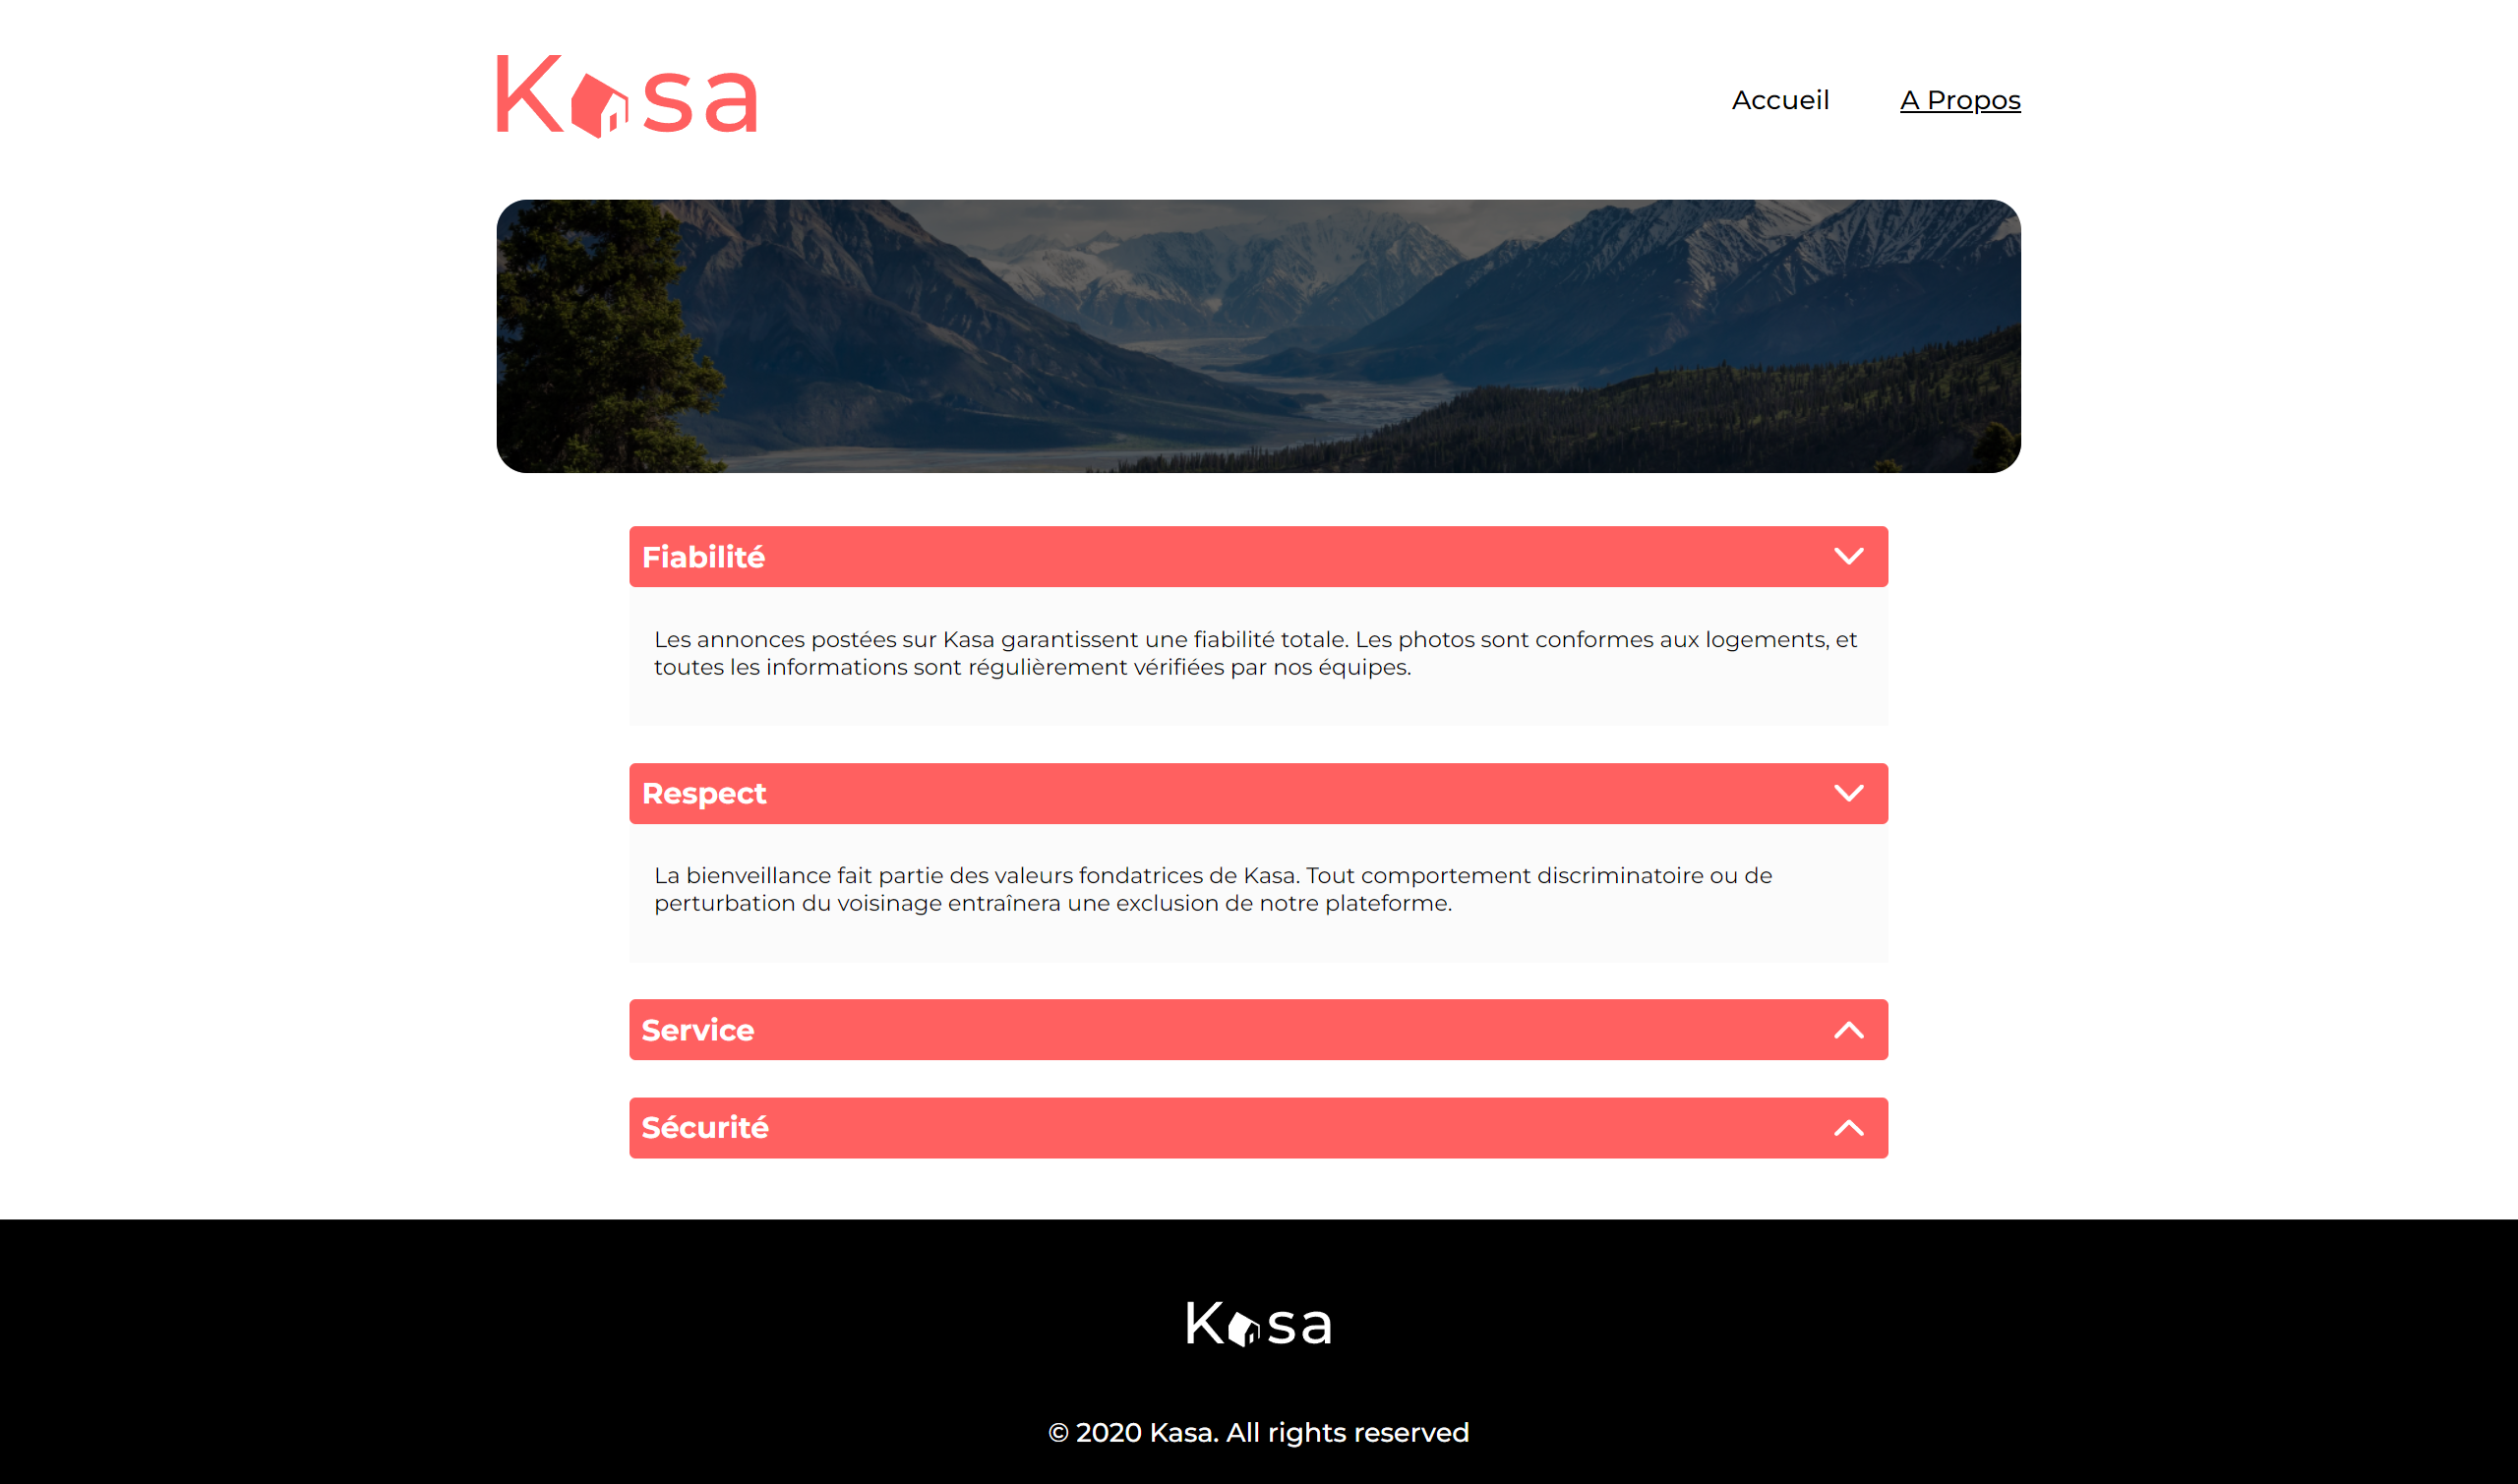 Kasa
Accueil
A Propos
Fiabilité
Les annonces postées sur Kasa garantissent une fiabilité totale. Les photos sont conformes aux logements, et
toutes les informations sont régulièrement vérifiées par nos équipes.
Respect
La bienveillance fait partie des valeurs fondatrices de Kasa. Tout comportement discriminatoire ou de
perturbation du voisinage entraînera une exclusion de notre plateforme.
Service
Sécurité
Kasa
© 2020 Kasa. All rights reserved